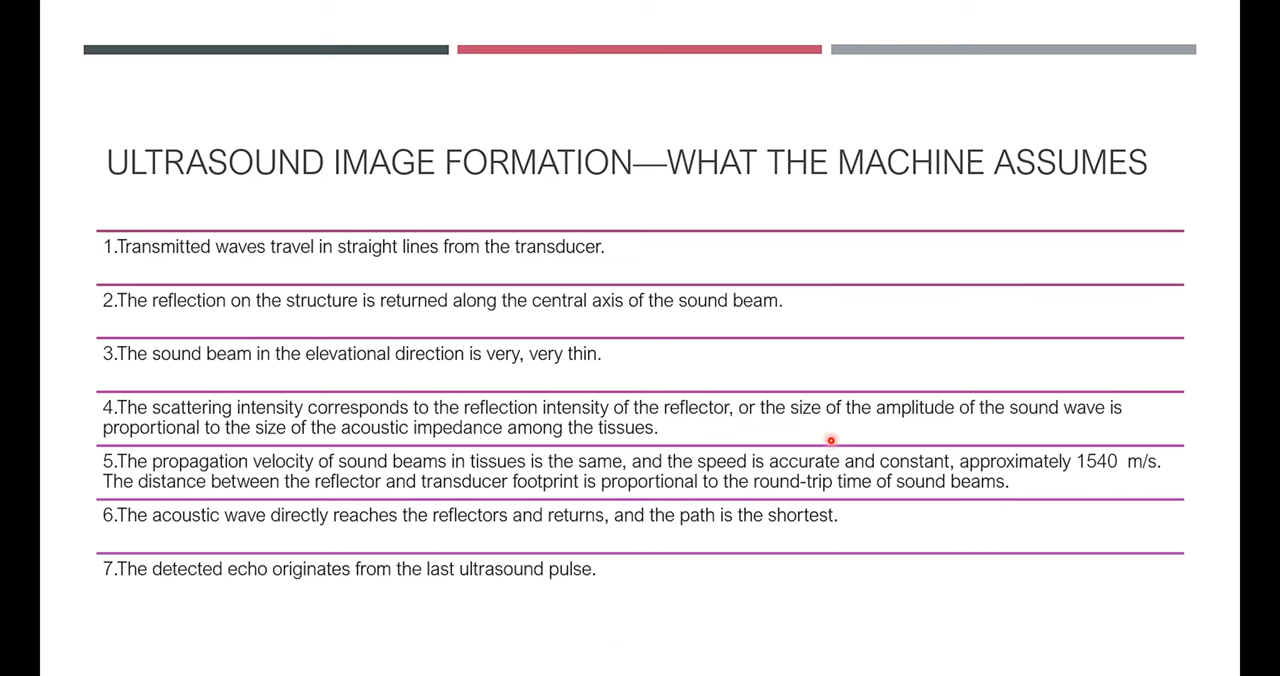 ULTRASOUND IMAGE FORMATION—WHAT THE MACHINE ASSUMES
1.Transmitted waves travel in straight lines from the transducer.
2.The reflection on the structure is returned along the central axis of the sound beam.
3.The sound beam in the elevational direction is very, very thin.
4.The scattering intensity corresponds to the reflection intensity of the reflector, or the size of the amplitude of the sound wave is
proportional to the size of the acoustic impedance among the tissues.
5.The propagation velocity of sound beams in tissues is the same, and the speed is accurate and constant, approximately 1540 m/s.
The distance between the reflector and transducer footprint is proportional to the round-trip time of sound beams.
6.The acoustic wave directly reaches the reflectors and returns, and the path is the shortest.
7.The detected echo originates from the last ultrasound pulse.